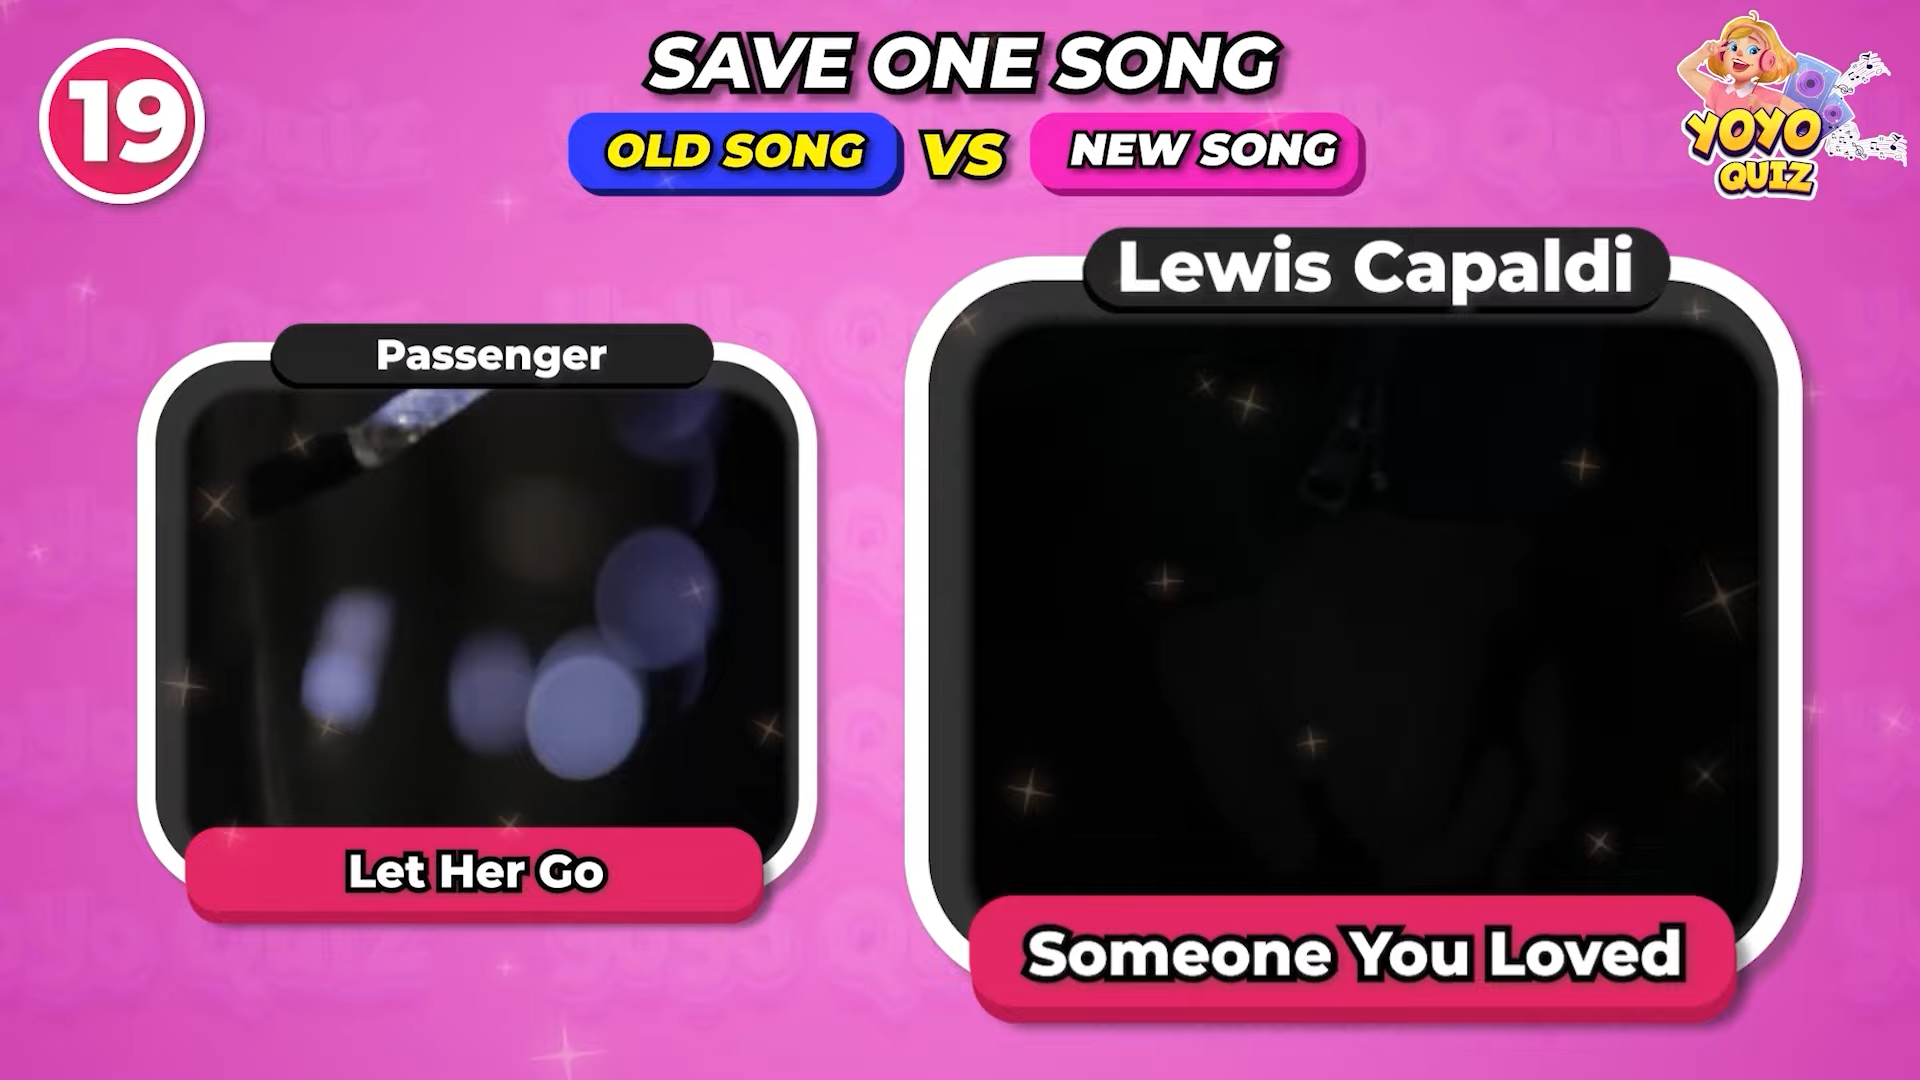 19
SAVE ONE SONG
OLD SONG VS NEW SONG
YOYO
QUIZ
Passenger
Let Her Go
Lewis Capaldi
Someone You Loved